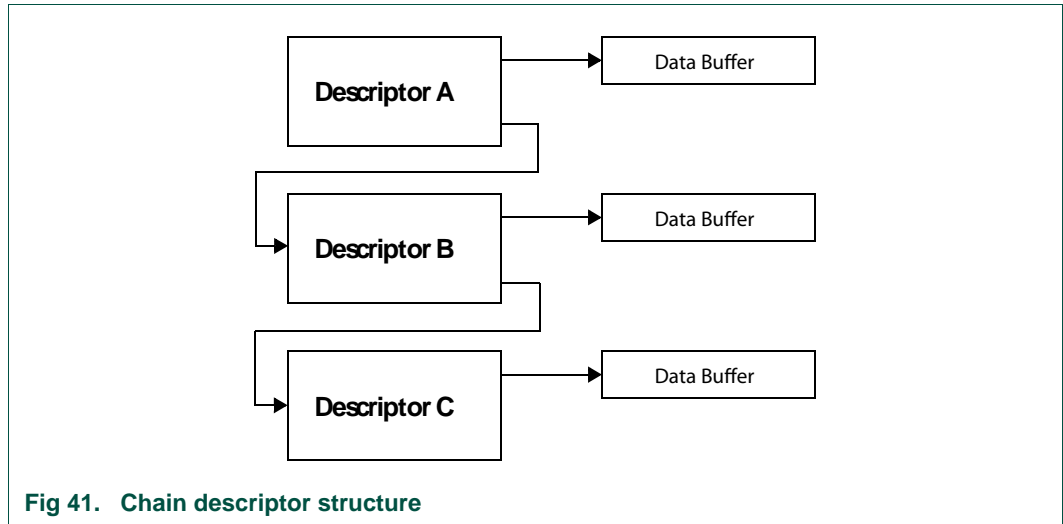 Descriptor A
Data Buffer
Descriptor B
Data Buffer
Descriptor C
Data Buffer
Fig 41. Chain descriptor structure